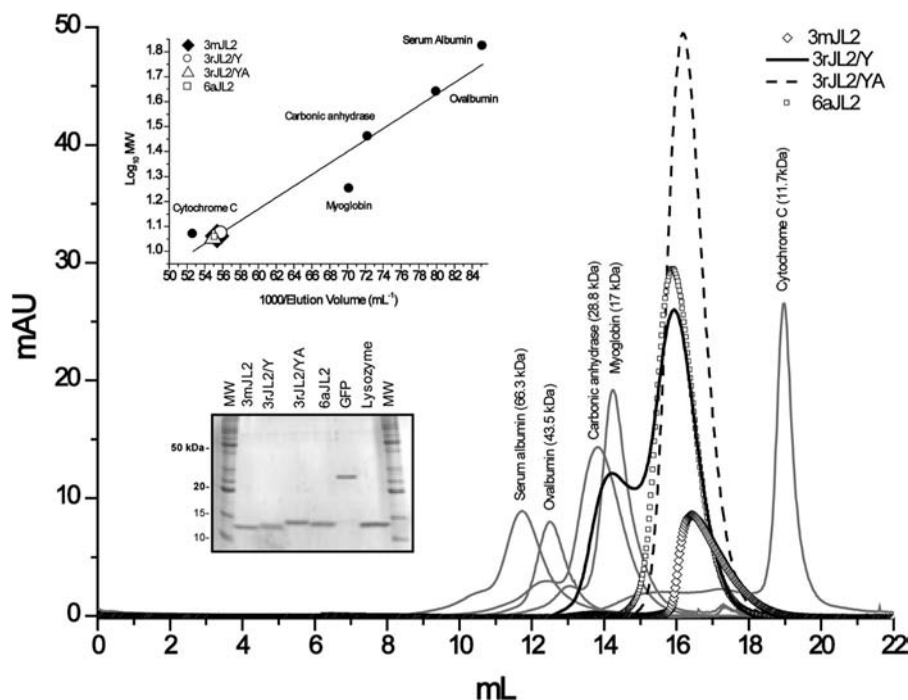 50
40
30
20
10
0
mAU
0
2
4
6
8
10
12
14
16
18
20
22
mL
3mJL2
3rJL2/Y
3rJL2/YA
6aJL2
Serum albumin (66.3 kDa)
Ovalbumin (43.5 kDa)
Carbonic anhydrase (28.8 kDa)
Myoglobin (17 kDa)
Cytochrome C (11.7kDa)
1.8
1.7
1.6
1.5
1.4
1.3
1.2
1.1
1.0
Log10 MW
3mJL2
3rJL2/Y
3rJL2/YA
6aJL2
Serum Albumin
Ovalbumin
Carbonic anhydrase
Myoglobin
Cytochrome C
50 52 54 55 56 58 60 62 64 66 68 70 72 74 76 78 80 82 84
1000/Elution Volume (mL-1)
MW
3mJL2
3rJL2/Y
3rJL2/YA
6aJL2
GFP
Lysozyme
MW
50 kDa-
20-
15-
10-